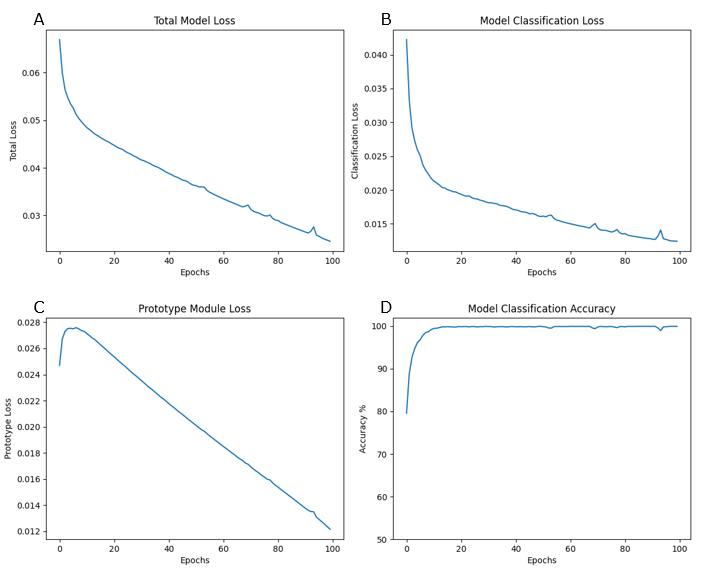 A
Total Model Loss
Total Loss
0.06
0.05
0.04
0.03
0 20 40 60 80 100
Epochs
B
Model Classification Loss
Classification Loss
0.040
0.035
0.030
0.025
0.020
0.015
0 20 40 60 80 100
Epochs
C
Prototype Module Loss
Prototype Loss
0.028
0.026
0.024
0.022
0.020
0.018
0.016
0.014
0.012
0 20 40 60 80 100
Epochs
D
Model Classification Accuracy
Accuracy %
100
90
80
70
60
50
0 20 40 60 80 100
Epochs